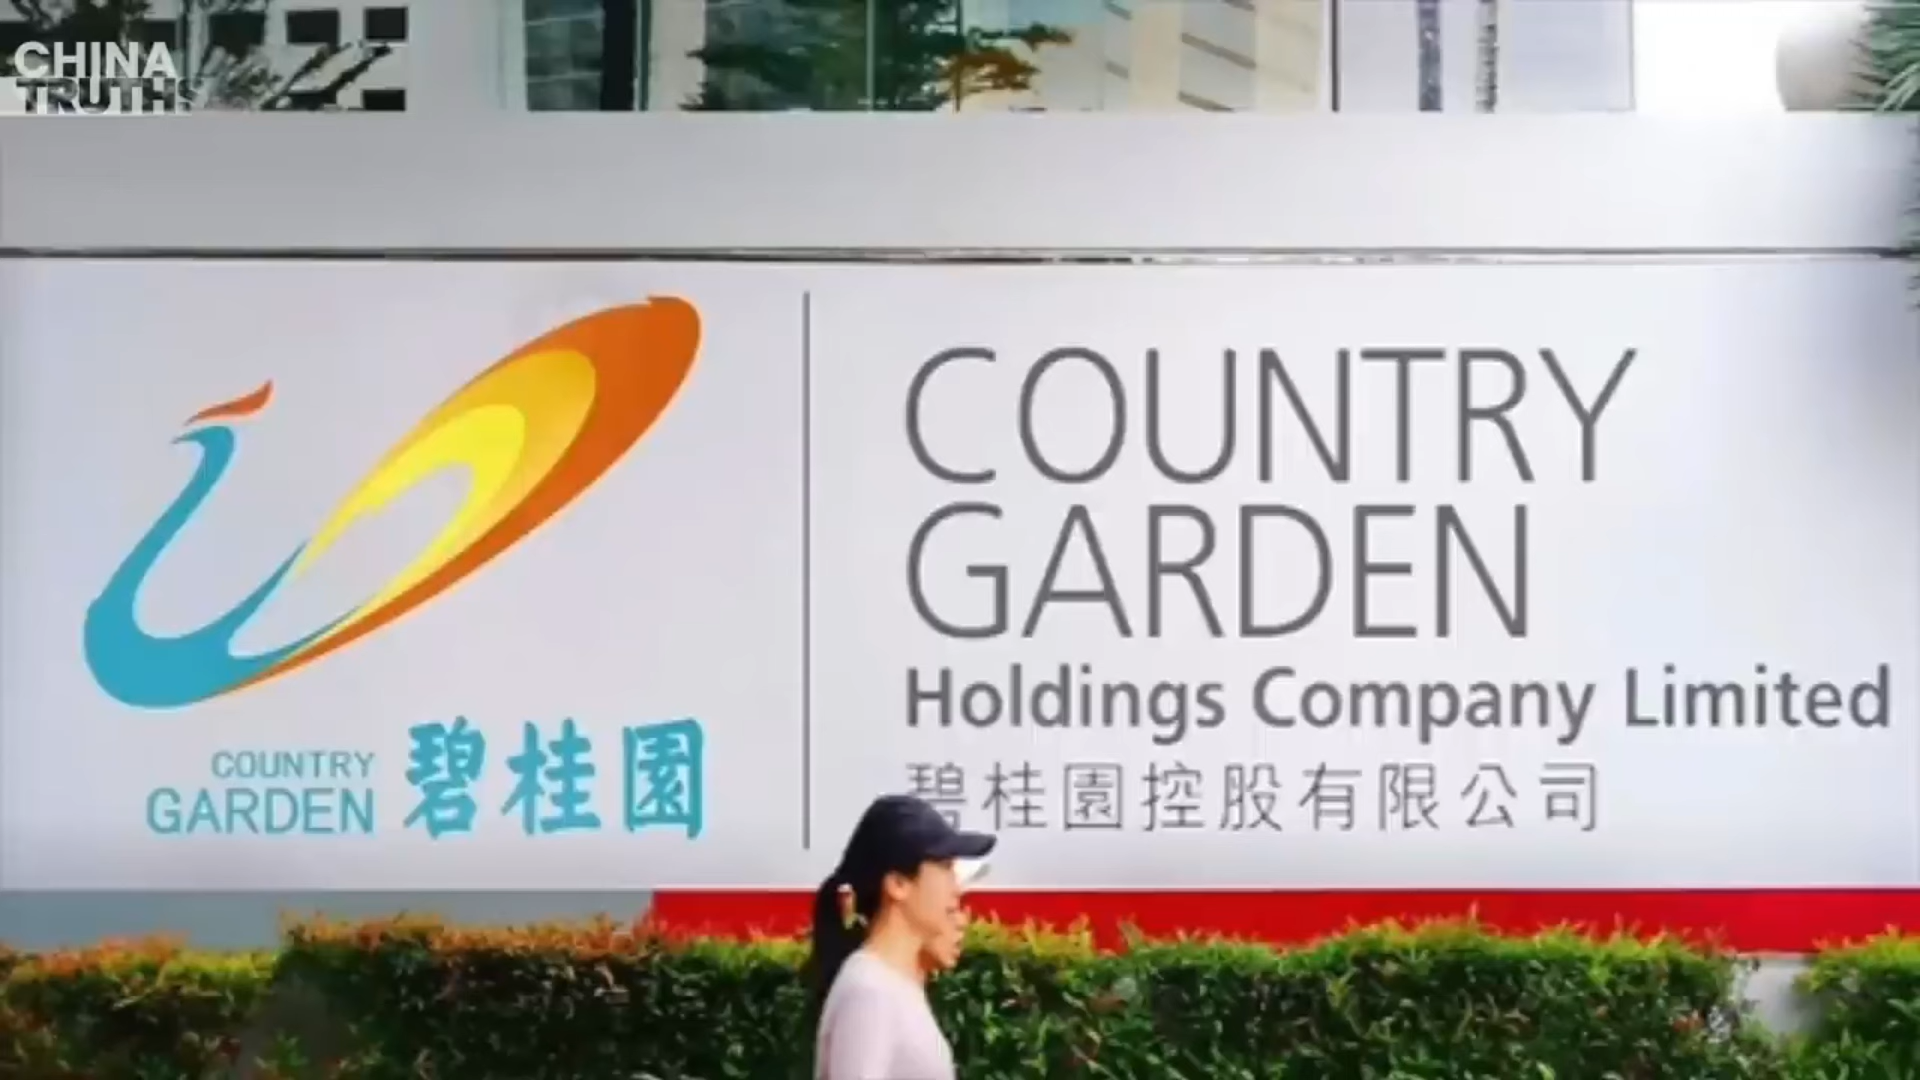 CHINA
TRUTHS
COUNTRY
GARDEN
碧桂園
COUNTRY
GARDEN
Holdings Company Limited
碧桂園控股有限公司